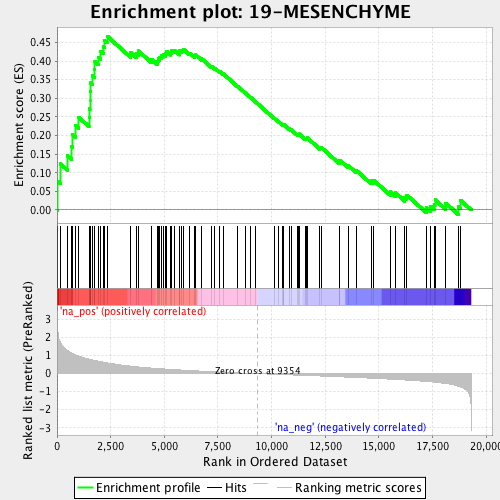 Enrichment plot: 19-MESENCHYME
Enrichment score (ES)
0.45
0.40
0.35
0.30
0.25
0.20
0.15
0.10
0.05
0.00
'na_pos' (positively correlated)
Ranked list metric (PreRanked)
3
2
1
0
-1
-2
-3
Zero cross at 9354
'na_neg' (negatively correlated)
0 2,500 5,000 7,500 10,000 12,500 15,000 17,500 20,000
Rank in Ordered Dataset
Enrichment profile Hits Ranking metric scores